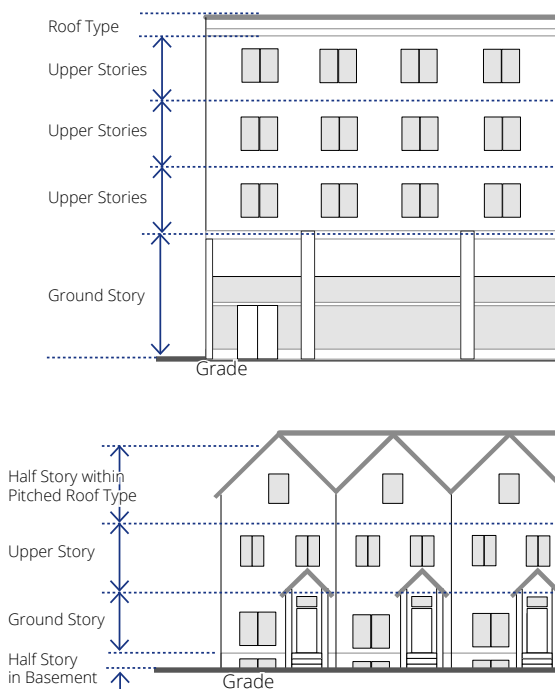 Roof Type
Upper Stories
Upper Stories
Upper Stories
Ground Story
Grade
Half Story within
Pitched Roof Type
Upper Story
Ground Story
Half Story
in Basement
Grade